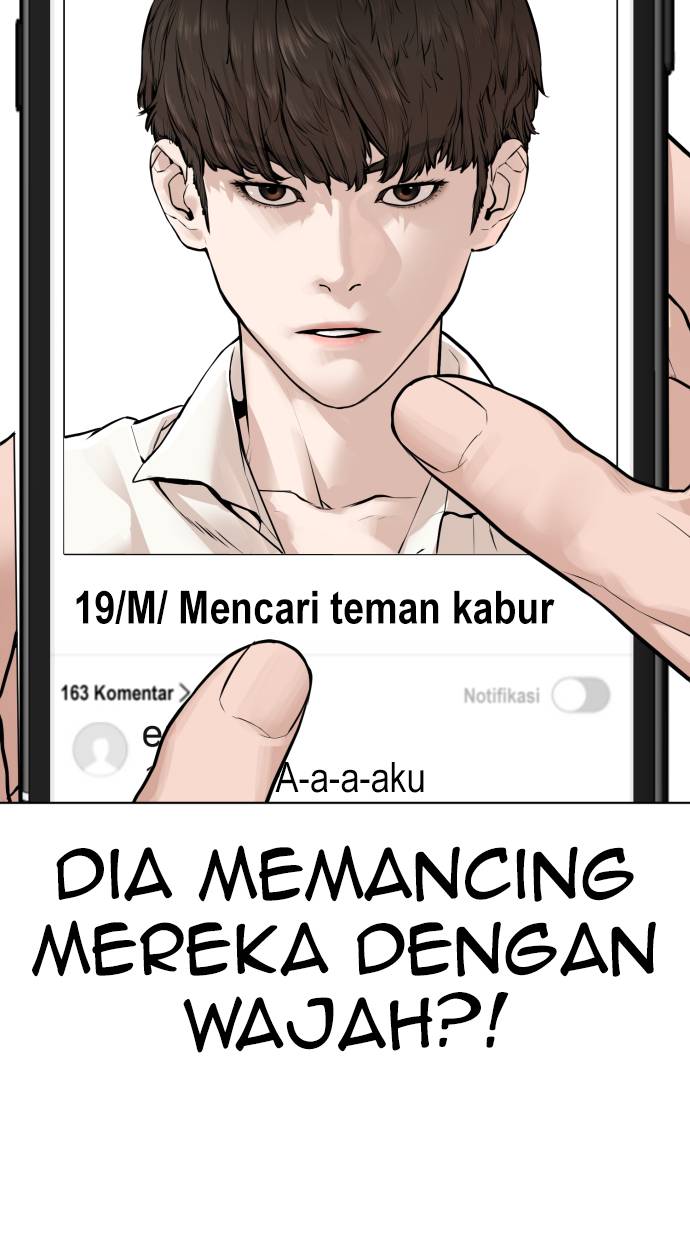 19/M/ Mencari teman kabur
163 Komentar >
Notifikasi
A-a-a-aku
DIA MEMANCING
MEREKA DENGAN
WAJAH?!